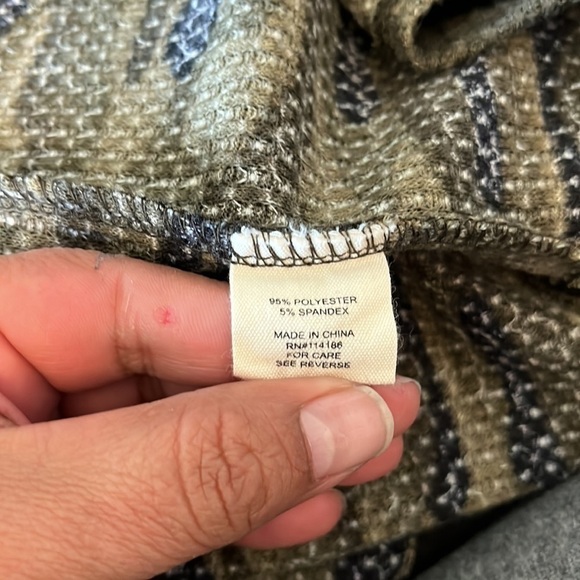 95% POLYESTER
5% SPANDEX
MADE IN CHINA
RN#114186
FOR CARE
SEE REVERSE